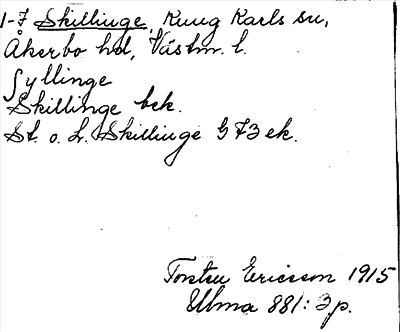 1-7 Skillinge, Kung Karls sn,
Åkerbo hd, Västm. l.
Syllinge
Skillinge bek.
St. o. L. Skillinge G 73 ek.
Torsten Ericsson 1915
Ulma 881: 3 p.